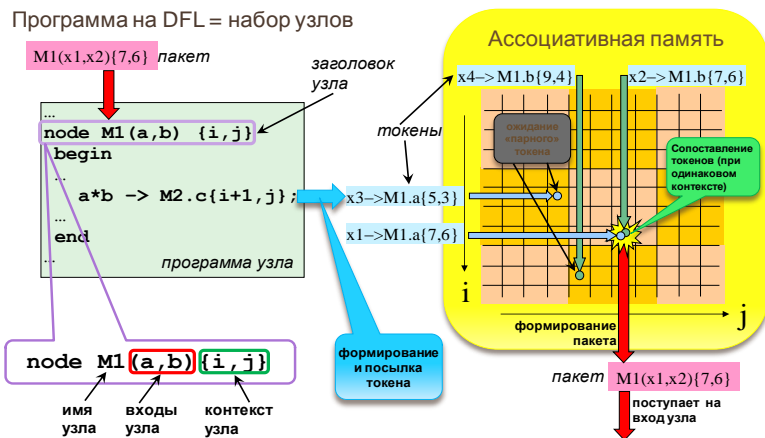 Программа на DFL = набор узлов
M1(x1,x2){7,6} пакет
заголовок
узла
...
node M1(a,b) {i,j}
begin
...
a*b -> M2.c{i+1,j};
...
end
...
программа узла
node M1(a,b){i,j}
имя
узла
входы
узла
контекст
узла
формирование
и посылка
токена
токены
Ассоциативная память
x4–>M1.b{9,4}
x2–>M1.b{7,6}
ожидание
«парного»
токена
Сопоставление
токенов (при
одинаковом
контексте)
x3–>M1.a{5,3}
x1–>M1.a{7,6}
i
j
формирование
пакета
пакет M1(x1,x2){7,6}
поступает на
вход узла